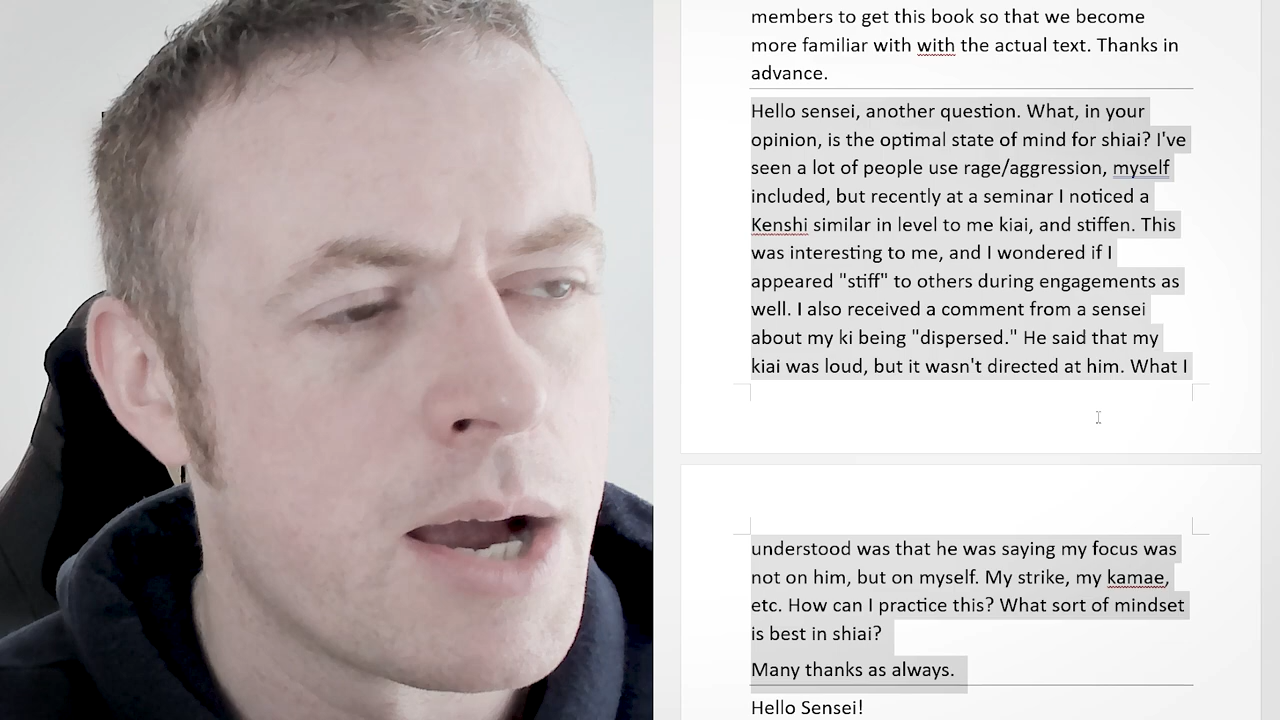 members to get this book so that we become
more familiar with with the actual text. Thanks in
advance.
Hello sensei, another question. What, in your
opinion, is the optimal state of mind for shiai? I've
seen a lot of people use rage/aggression, myself
included, but recently at a seminar I noticed a
Kenshi similar in level to me kiai, and stiffen. This
was interesting to me, and I wondered if I
appeared "stiff" to others during engagements as
well. I also received a comment from a sensei
about my ki being "dispersed." He said that my
kiai was loud, but it wasn't directed at him. What I
understood was that he was saying my focus was
not on him, but on myself. My strike, my kamae,
etc. How can I practice this? What sort of mindset
is best in shiai?
Many thanks as always.
Hello Sensei!